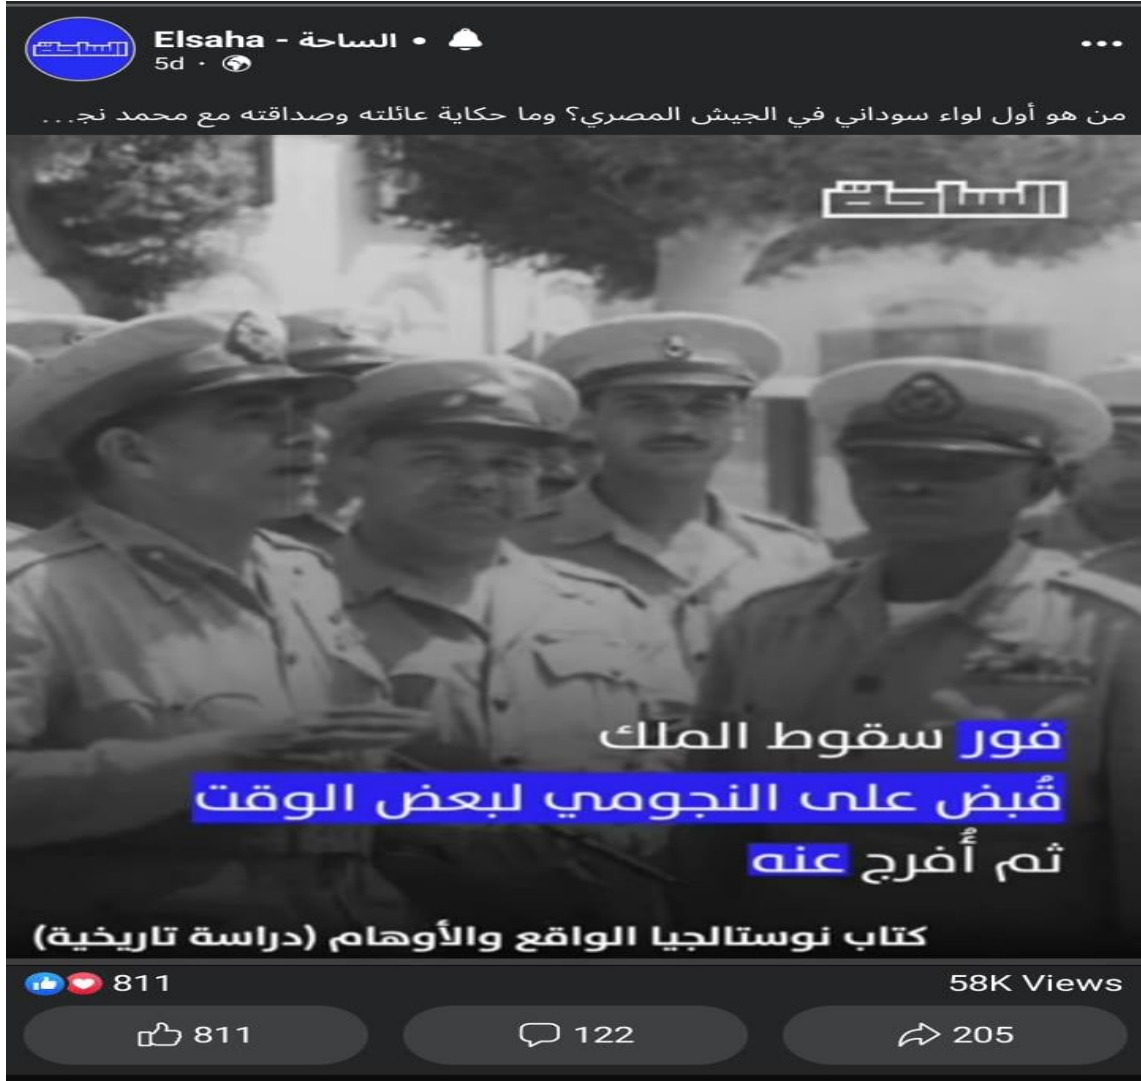 Elsaha - الساحة
5d
من هو أول لواء سوداني في الجيش المصري؟ وما حكاية عائلته وصداقته مع محمد نجـ...
الساحة
فور سقوط الملك
قُبض على النجومي لبعض الوقت
ثم أُفرج عنه
كتاب نوستالجيا الواقع والأوهام (دراسة تاريخية)
811
58K Views
811
122
205